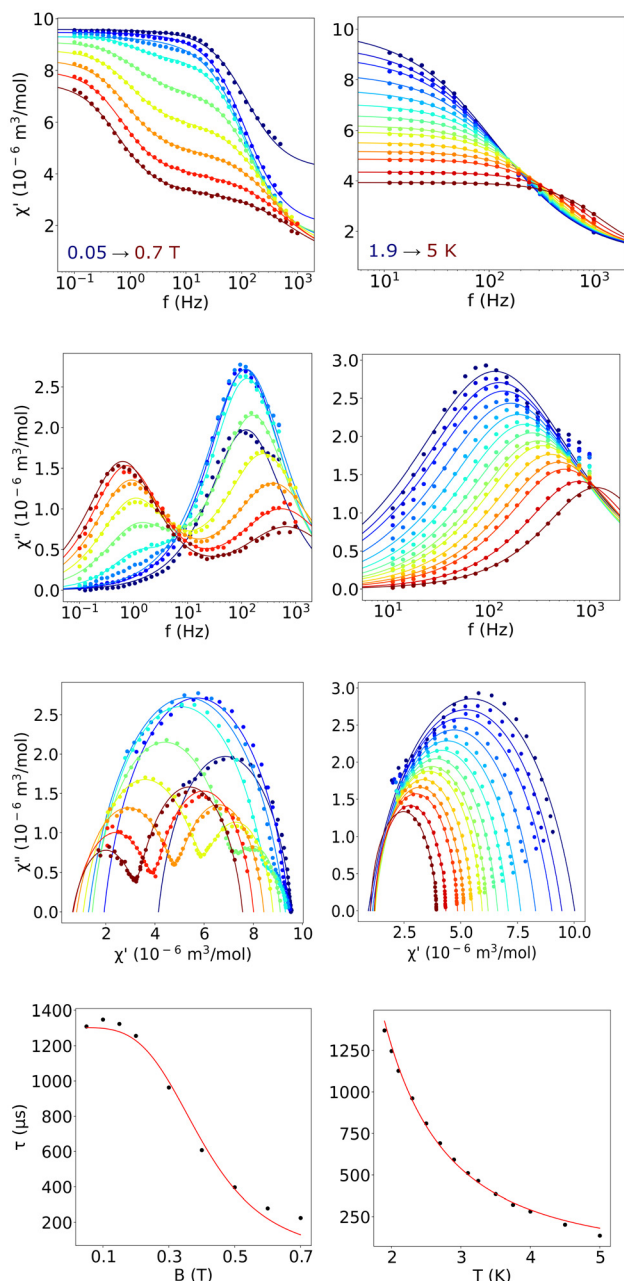 10
8
6
4
2
χ' (10⁻⁶ m³/mol)
0.05 → 0.7 T
10⁻¹ 10⁰ 10¹ 10² 10³
f (Hz)
10
9
8
7
6
5
4
3
2
1.9 → 5 K
10¹ 10² 10³
f (Hz)
2.5
2.0
1.5
1.0
0.5
0.0
χ'' (10⁻⁶ m³/mol)
10⁻¹ 10⁰ 10¹ 10² 10³
f (Hz)
3.0
2.5
2.0
1.5
1.0
0.5
0.0
10¹ 10² 10³
f (Hz)
2.5
2.0
1.5
1.0
0.5
0.0
χ'' (10⁻⁶ m³/mol)
2 4 6 8 10
χ' (10⁻⁶ m³/mol)
3.0
2.5
2.0
1.5
1.0
0.5
0.0
2.5 5.0 7.5 10.0
χ' (10⁻⁶ m³/mol)
1400
1200
1000
800
600
400
200
τ (μs)
0.1 0.3 0.5 0.7
B (T)
1250
1000
750
500
250
2 3 4 5
T (K)